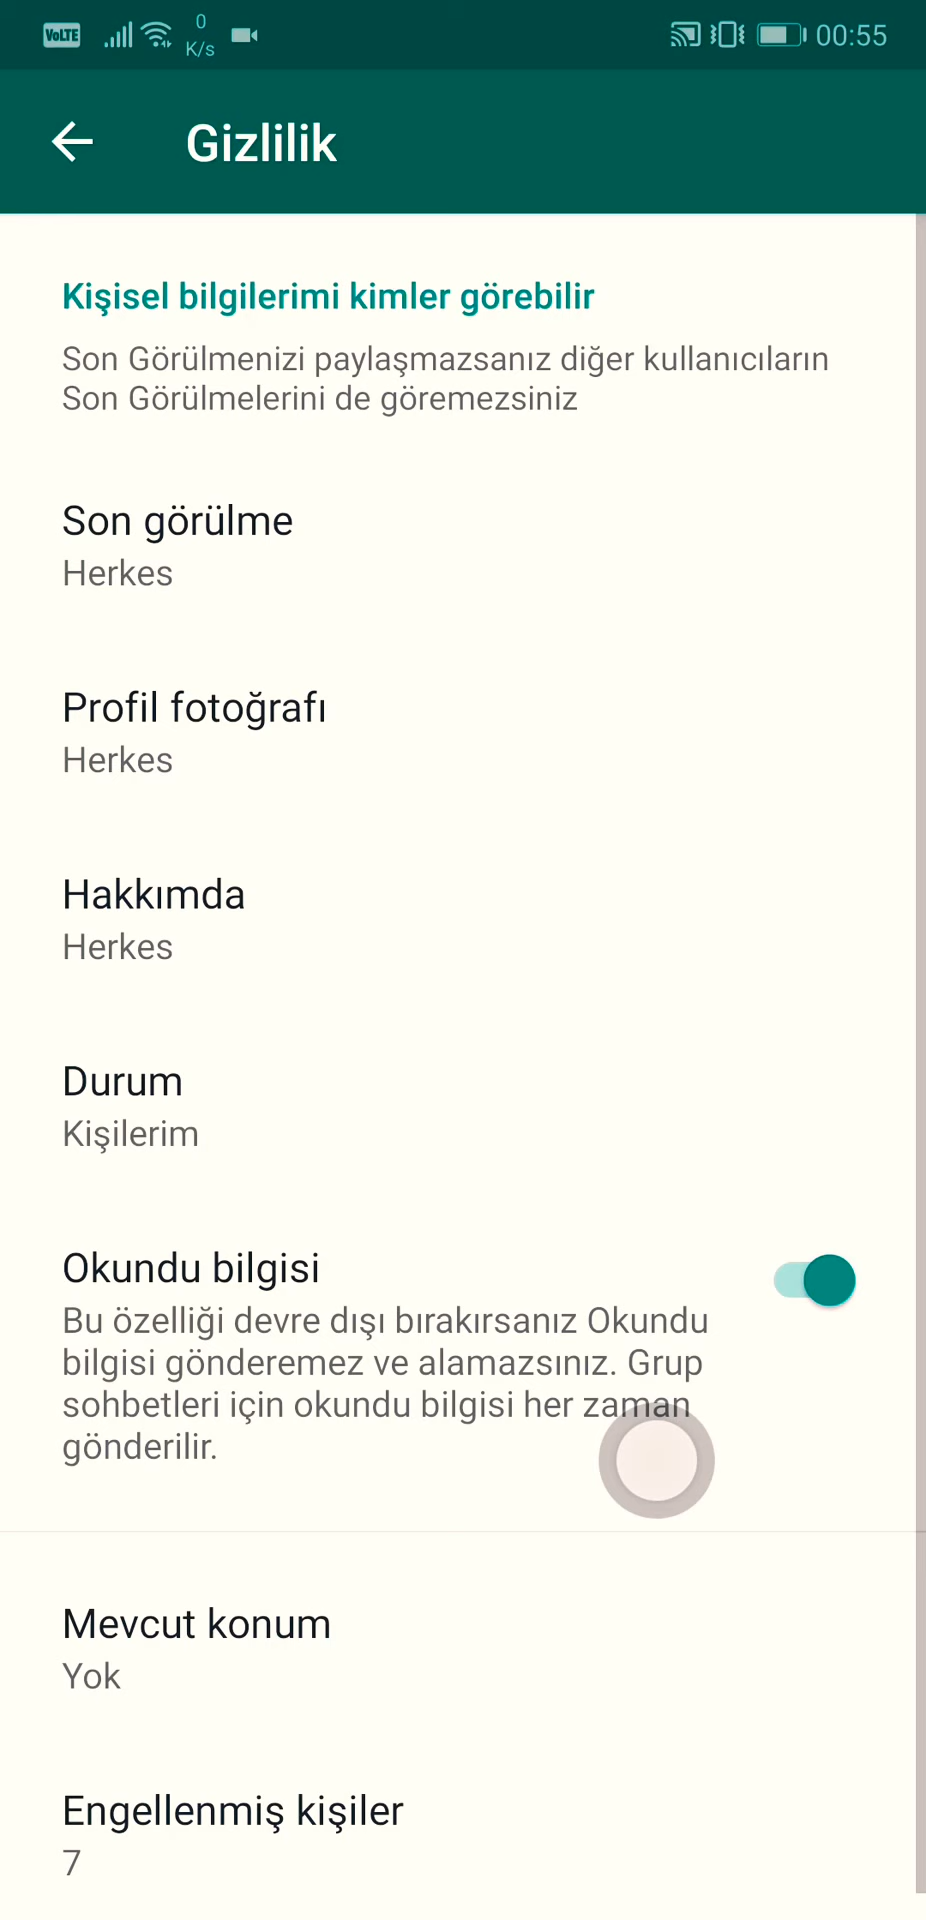 VoLTE 0 K/s 00:55
Gizlilik
Kişisel bilgilerimi kimler görebilir
Son Görülmenizi paylaşmazsanız diğer kullanıcıların
Son Görülmelerini de göremezsiniz
Son görülme
Herkes
Profil fotoğrafı
Herkes
Hakkımda
Herkes
Durum
Kişilerim
Okundu bilgisi
Bu özelliği devre dışı bırakırsanız Okundu
bilgisi gönderemez ve alamazsınız. Grup
sohbetleri için okundu bilgisi her zaman
gönderilir.
Mevcut konum
Yok
Engellenmiş kişiler
7